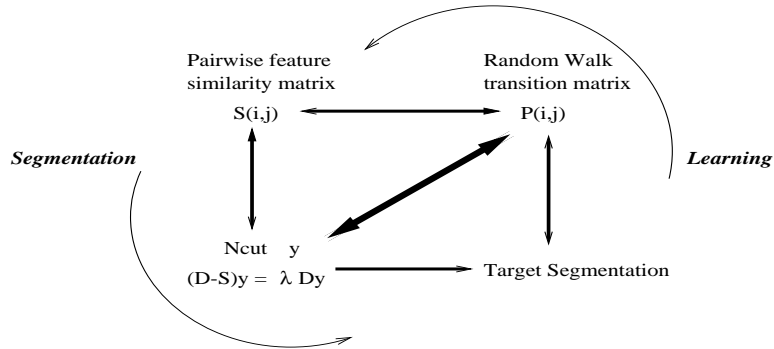 Pairwise feature
similarity matrix
S(i,j)
Random Walk
transition matrix
P(i,j)
Segmentation
Learning
Ncut y
(D-S)y = λ Dy
Target Segmentation